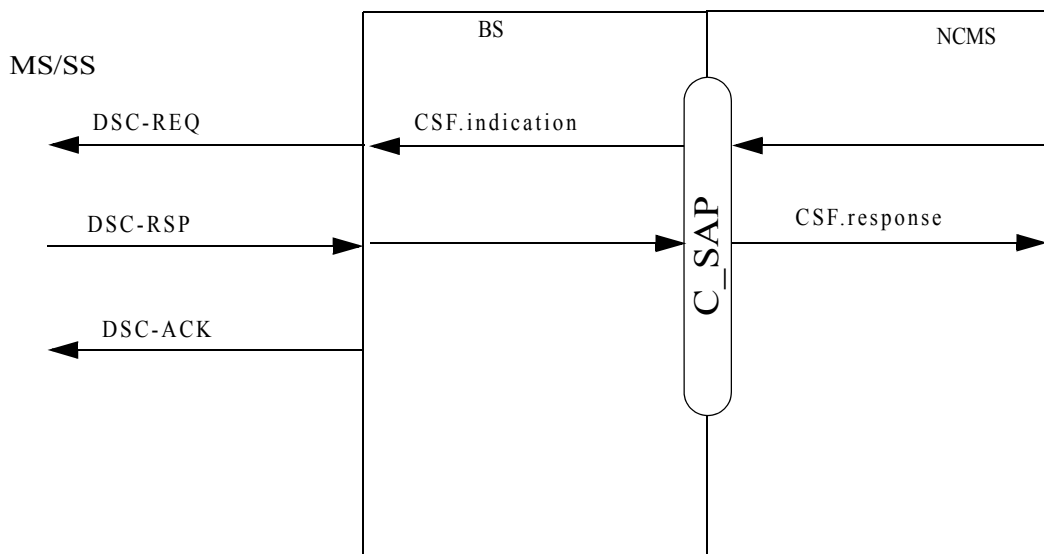 BS
NCMS
MS/SS
DSC-REQ
CSF.indication
DSC-RSP
CSF.response
C_SAP
DSC-ACK